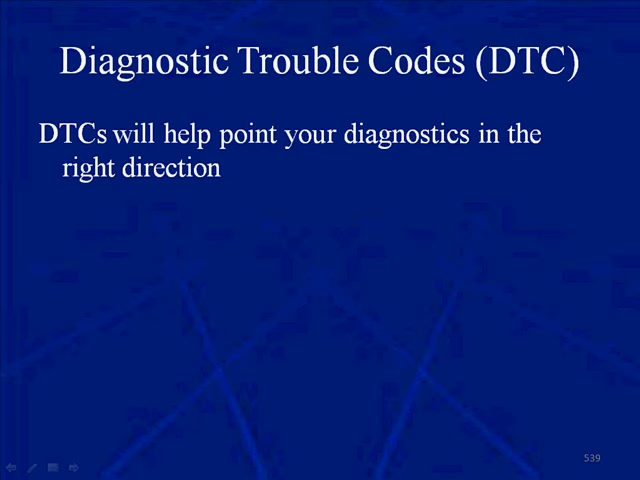 Diagnostic Trouble Codes (DTC)
DTCs will help point your diagnostics in the
right direction
539